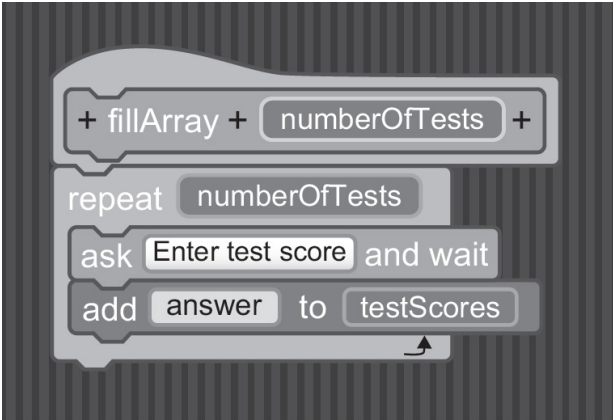 + fillArray + numberOfTests +
repeat numberOfTests
ask Enter test score and wait
add answer to testScores